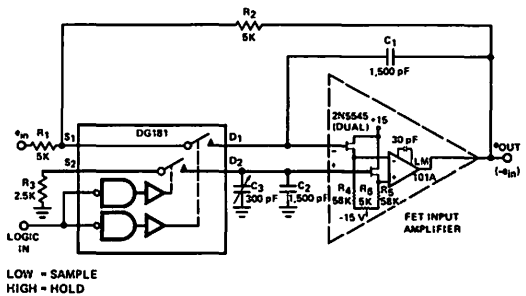 R2
5K
C1
1,500 pF
ein
R1
5K
S1
DG181
D1
2N5545
(DUAL)
+15
30 pF
eOUT
(-ein)
S2
D2
LM
101A
R3
2.5K
C3
300 pF
C2
1,500 pF
R4
58K
R6
5K
R5
58K
-15 V
FET INPUT
AMPLIFIER
LOGIC
IN
LOW = SAMPLE
HIGH = HOLD